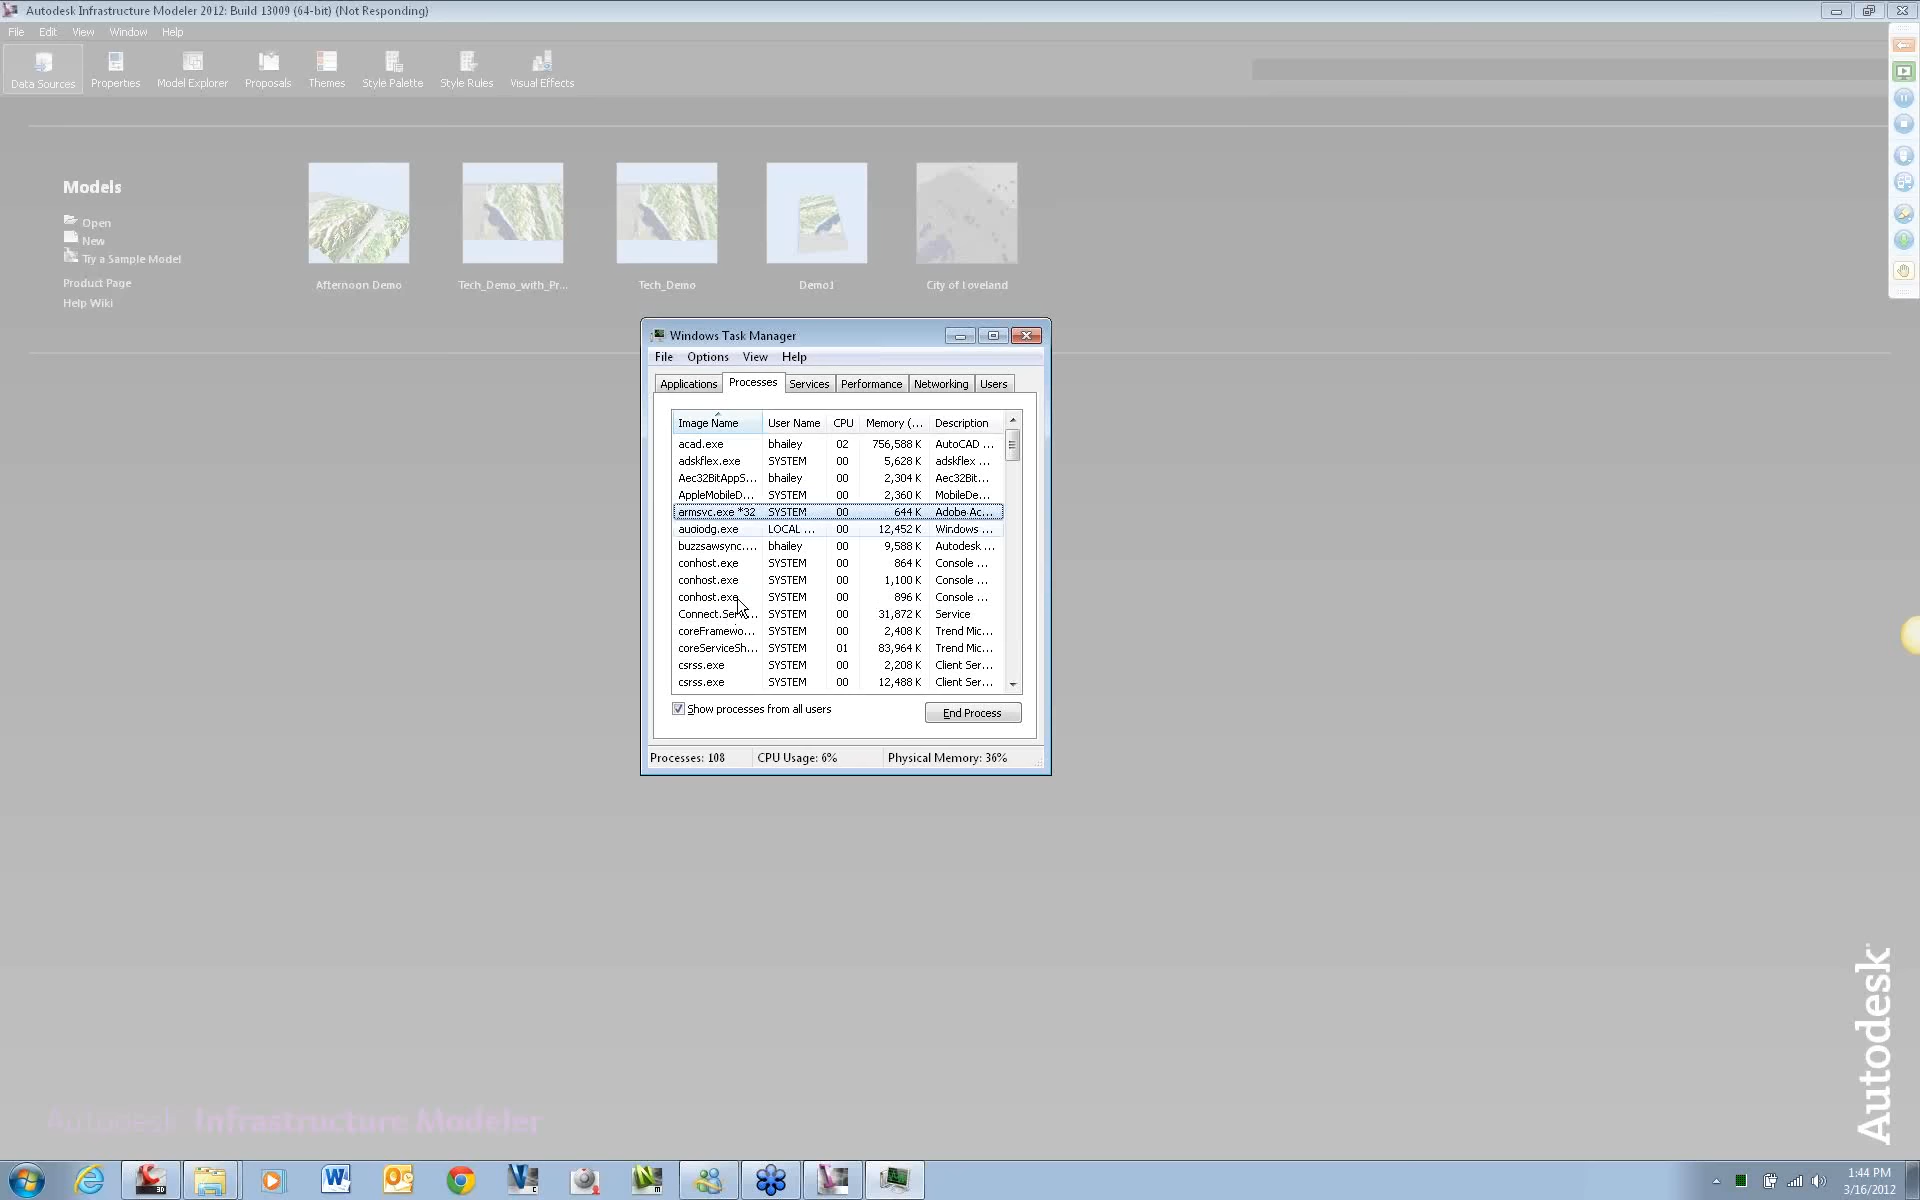 Autodesk Infrastructure Modeler 2012: Build 13009 (64-bit) (Not Responding)
File Edit View Window Help
Data Sources Properties Model Explorer Proposals Themes Style Palette Style Rules Visual Effects
Models
Open
New
Try a Sample Model
Product Page
Help Wiki
Afternoon Demo Tech_Demo_with_Pr... Tech_Demo Demo1 City of Loveland
Windows Task Manager
File Options View Help
Applications Processes Services Performance Networking Users
Image Name User Name CPU Memory (... Description
acad.exe bhailey 02 756,588 K AutoCAD ...
adskflex.exe SYSTEM 00 5,628 K adskflex ...
Aec32BitAppS... bhailey 00 2,304 K Aec32Bit...
AppleMobileD... SYSTEM 00 2,360 K MobileDe...
armsvc.exe *32 SYSTEM 00 644 K Adobe Ac...
audiodg.exe LOCAL ... 00 12,452 K Windows ...
buzzsawsync.... bhailey 00 9,588 K Autodesk ...
conhost.exe SYSTEM 00 864 K Console ...
conhost.exe SYSTEM 00 1,100 K Console ...
conhost.exe SYSTEM 00 896 K Console ...
Connect.Serv... SYSTEM 00 31,872 K Service
coreFramewo... SYSTEM 00 2,408 K Trend Mic...
coreServiceSh... SYSTEM 01 83,964 K Trend Mic...
csrss.exe SYSTEM 00 2,208 K Client Ser...
csrss.exe SYSTEM 00 12,488 K Client Ser...
Show processes from all users End Process
Processes: 108 CPU Usage: 6% Physical Memory: 36%
Autodesk
Autodesk Infrastructure Modeler
1:44 PM
3/16/2012